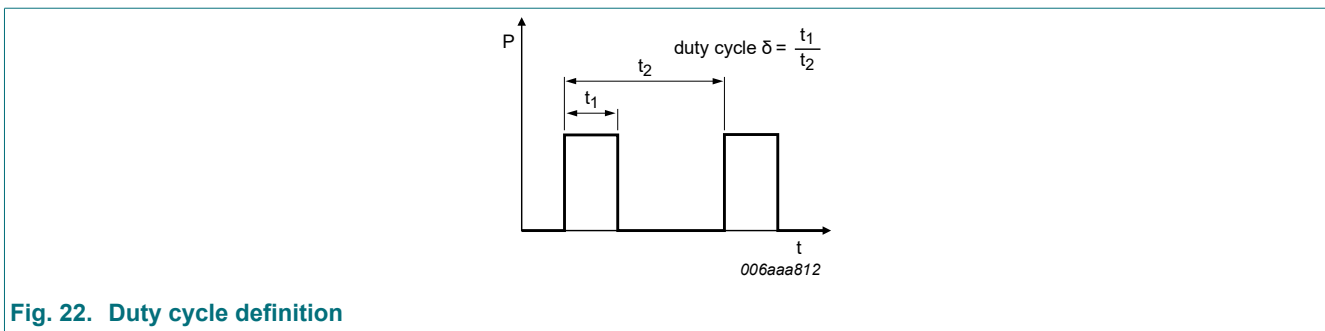 P
duty cycle δ = t1
t2
t2
t1
t
006aaa812
Fig. 22. Duty cycle definition